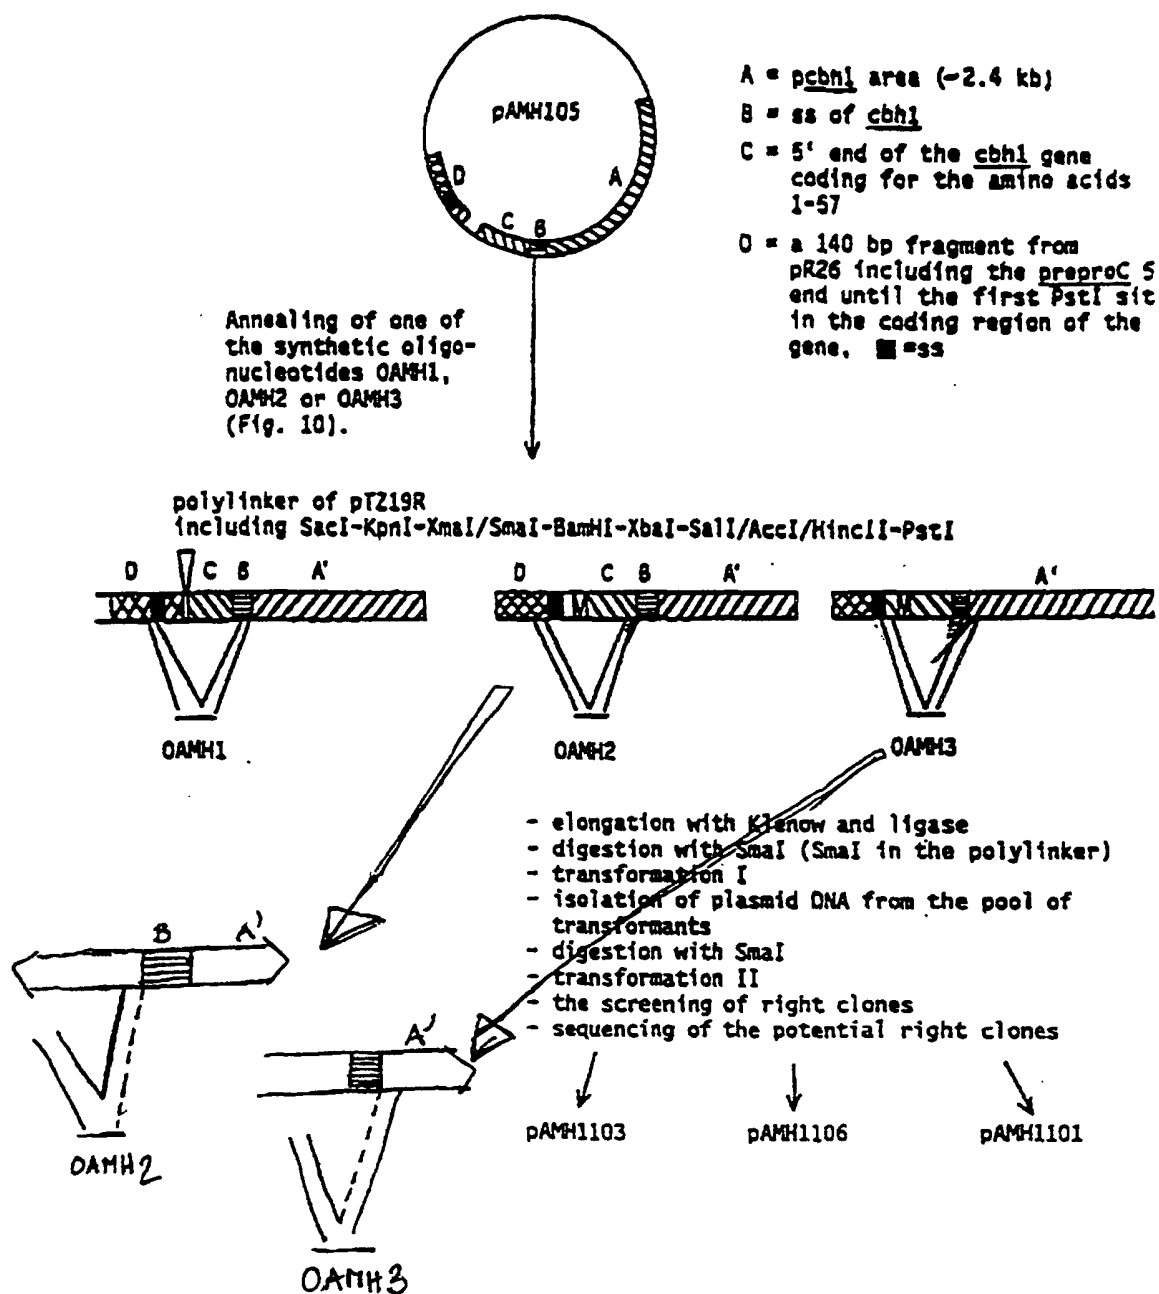 pAMH105
A
B
C
D
A = pcbh1 area (~2.4 kb)
B = ss of cbh1
C = 5' end of the cbh1 gene
coding for the amino acids
1-57
D = a 140 bp fragment from
pR26 including the preproC 5
end until the first PstI sit
in the coding region of the
gene, ■=ss
Annealing of one of
the synthetic oligo-
nucleotides OAMH1,
OAMH2 or OAMH3
(Fig. 10).
polylinker of pTZ19R
including SacI-KpnI-XmaI/SmaI-BamHI-XbaI-SalI/AccI/HincII-PstI
D C B A' D C B A' A'
OAMH1 OAMH2 OAMH3
- elongation with Klenow and ligase
- digestion with SmaI (SmaI in the polylinker)
- transformation I
- isolation of plasmid DNA from the pool of
transformants
- digestion with SmaI
- transformation II
- the screening of right clones
- sequencing of the potential right clones
B A'
OAMH2
A'
OAMH3
pAMH1103 pAMH1106 pAMH1101